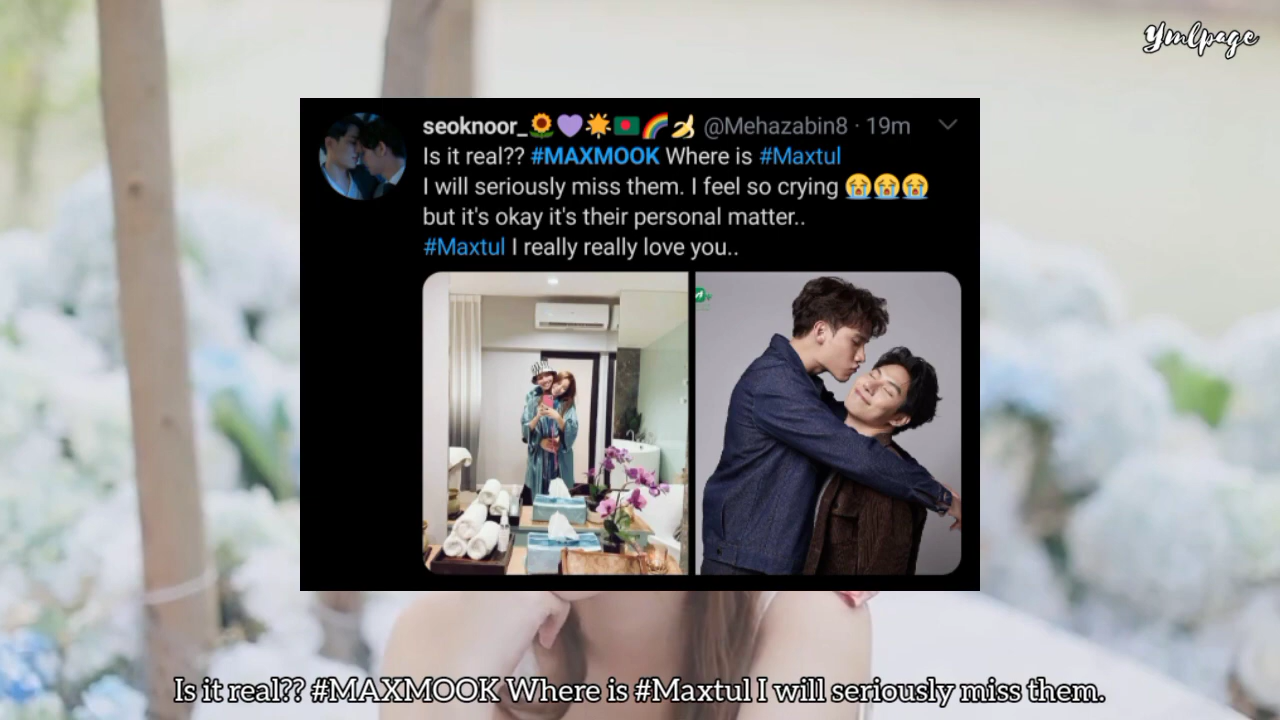 Ymlpage
seoknoor_🌻💜🌟🇧🇩🌈🍌 @Mehazabin8 · 19m
Is it real?? #MAXMOOK Where is #Maxtul
I will seriously miss them. I feel so crying 😭😭😭
but it's okay it's their personal matter..
#Maxtul I really really love you..
Is it real?? #MAXMOOK Where is #Maxtul I will seriously miss them.